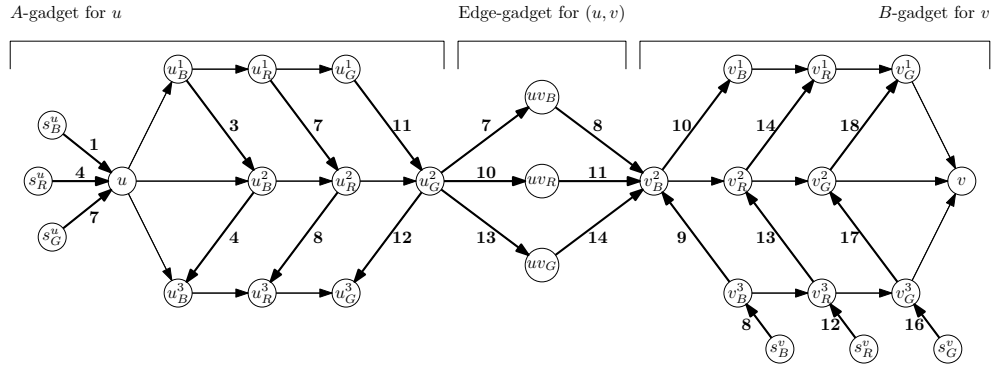 A-gadget for u
Edge-gadget for (u, v)
B-gadget for v
u_B^1 u_R^1 u_G^1 v_B^1 v_R^1 v_G^1
uv_B
s_B^u 1 3 7 11 7 8 10 14 18
s_R^u 4 u u_B^2 u_R^2 u_G^2 10 uv_R 11 v_B^2 v_R^2 v_G^2 v
s_G^u 7 4 8 12 13 14 9 13 17
uv_G
u_B^3 u_R^3 u_G^3 v_B^3 v_R^3 v_G^3
8 12 16
s_B^v s_R^v s_G^v